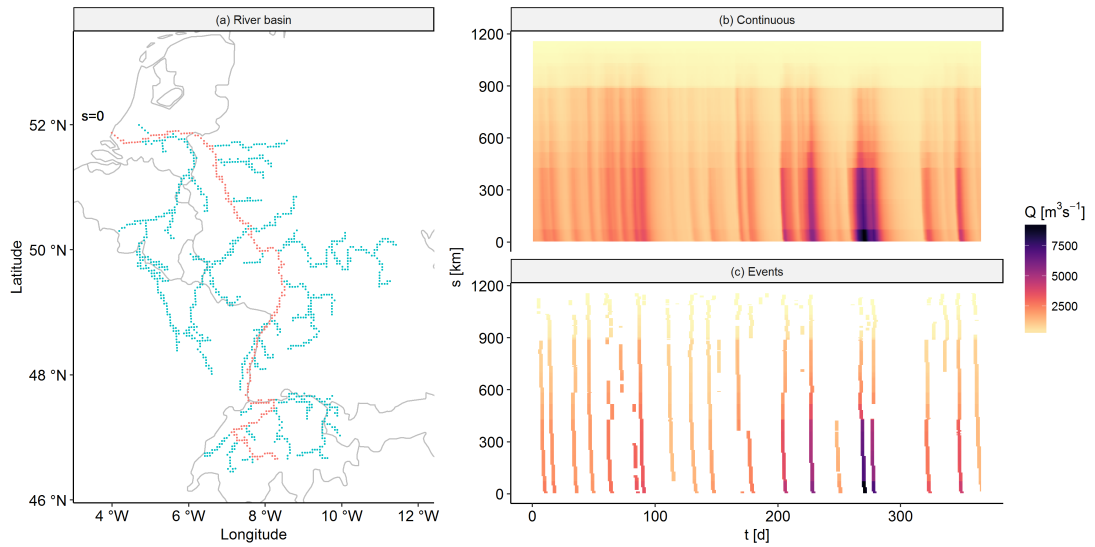 (a) River basin
s=0
52 °N
50 °N
48 °N
46 °N
Latitude
4 °W
6 °W
8 °W
10 °W
12 °W
Longitude
(b) Continuous
1200
900
600
300
0
s [km]
(c) Events
1200
900
600
300
0
0
100
200
300
t [d]
Q [m³s⁻¹]
7500
5000
2500